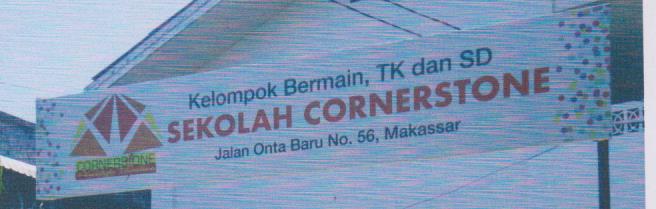 Kelompok Bermain, TK dan SD
SEKOLAH CORNERSTONE
Jalan Onta Baru No. 56, Makassar
CORNERSTONE